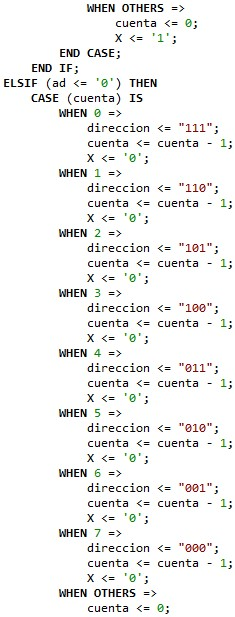 WHEN OTHERS =>
cuenta <= 0;
X <= '1';
END CASE;
END IF;
ELSIF (ad <= '0') THEN
CASE (cuenta) IS
WHEN 0 =>
direccion <= "111";
cuenta <= cuenta - 1;
X <= '0';
WHEN 1 =>
direccion <= "110";
cuenta <= cuenta - 1;
X <= '0';
WHEN 2 =>
direccion <= "101";
cuenta <= cuenta - 1;
X <= '0';
WHEN 3 =>
direccion <= "100";
cuenta <= cuenta - 1;
X <= '0';
WHEN 4 =>
direccion <= "011";
cuenta <= cuenta - 1;
X <= '0';
WHEN 5 =>
direccion <= "010";
cuenta <= cuenta - 1;
X <= '0';
WHEN 6 =>
direccion <= "001";
cuenta <= cuenta - 1;
X <= '0';
WHEN 7 =>
direccion <= "000";
cuenta <= cuenta - 1;
X <= '0';
WHEN OTHERS =>
cuenta <= 0;